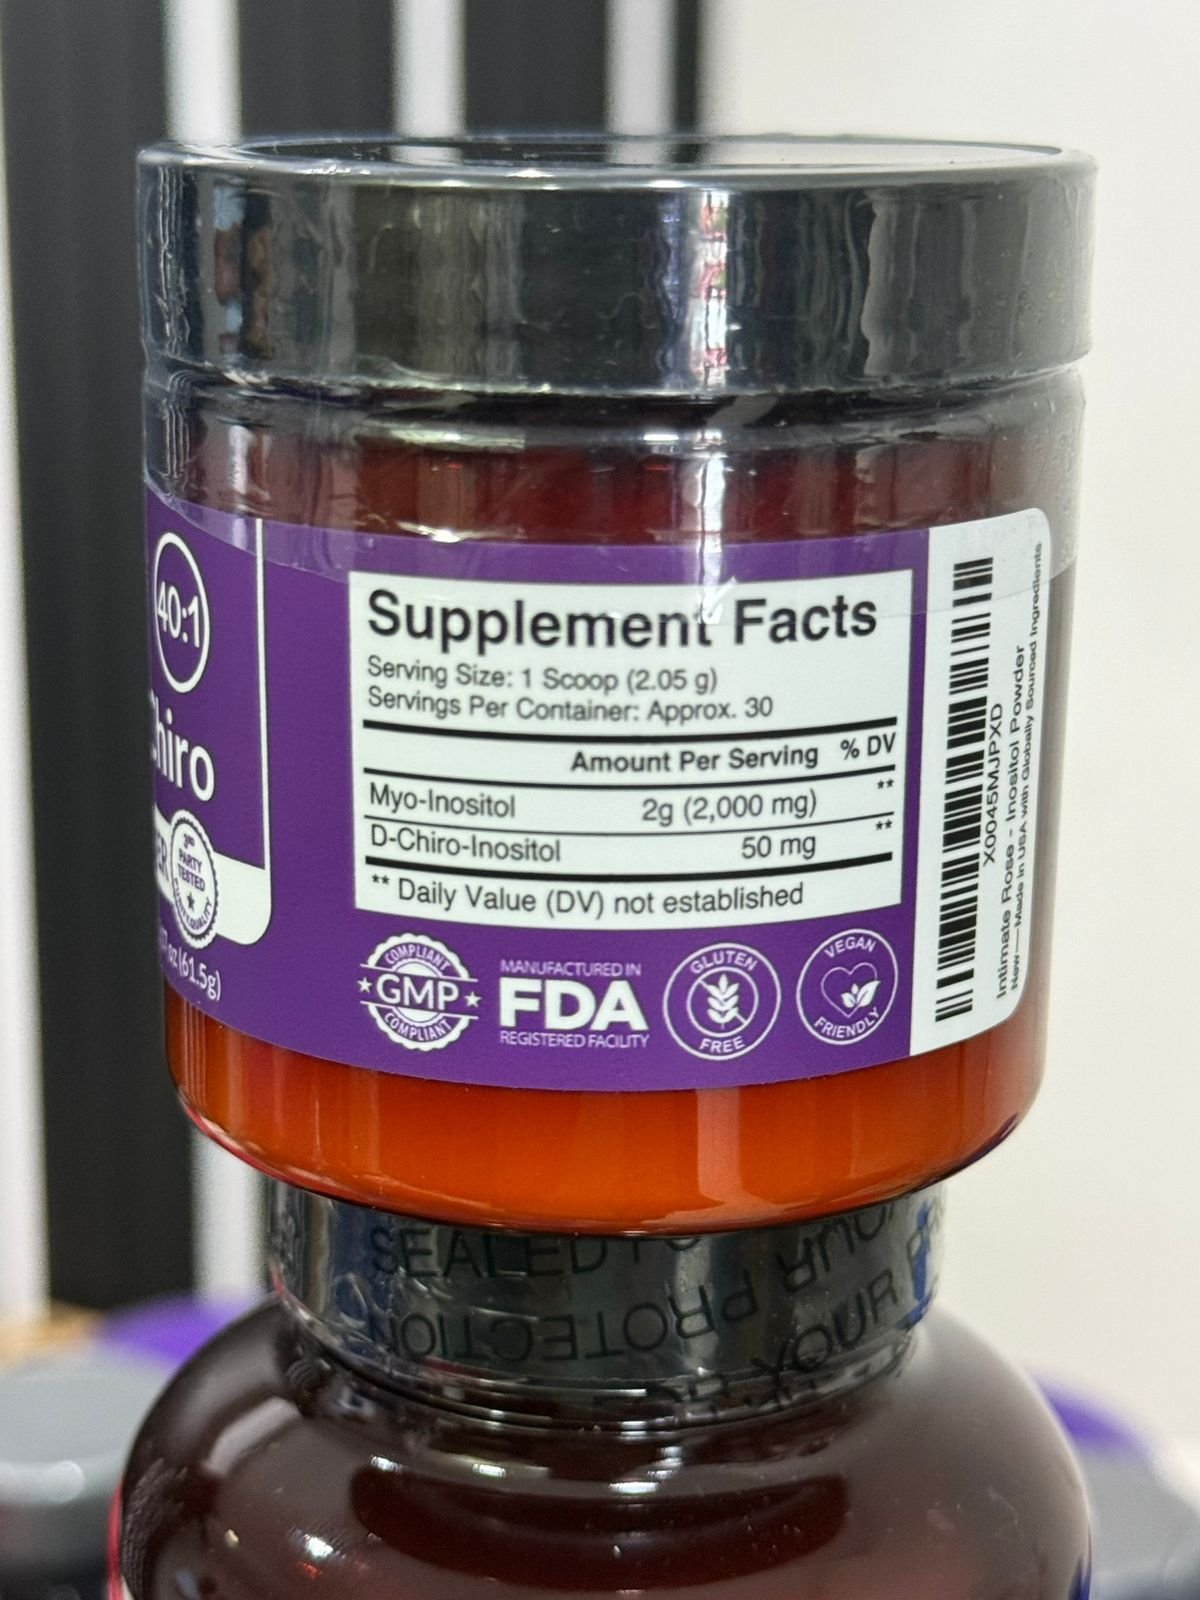 40:1
Chiro
3RD
PARTY
TESTED
oz (61.5g)
Supplement Facts
Serving Size: 1 Scoop (2.05 g)
Servings Per Container: Approx. 30
Amount Per Serving % DV
Myo-Inositol 2g (2,000 mg) **
D-Chiro-Inositol 50 mg **
** Daily Value (DV) not established
COMPLIANT
GMP
COMPLIANT
MANUFACTURED IN
FDA
REGISTERED FACILITY
GLUTEN
FREE
VEGAN
FRIENDLY
X0045MJPXD
Intimate Rose - Inositol Powder
New — Made in USA with Globally Sourced Ingredients
SEALED
PROTECTION
YOUR